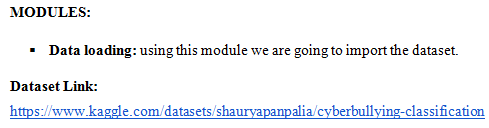 MODULES:
▪ Data loading: using this module we are going to import the dataset.
Dataset Link:
https://www.kaggle.com/datasets/shauryapanpalia/cyberbullying-classification